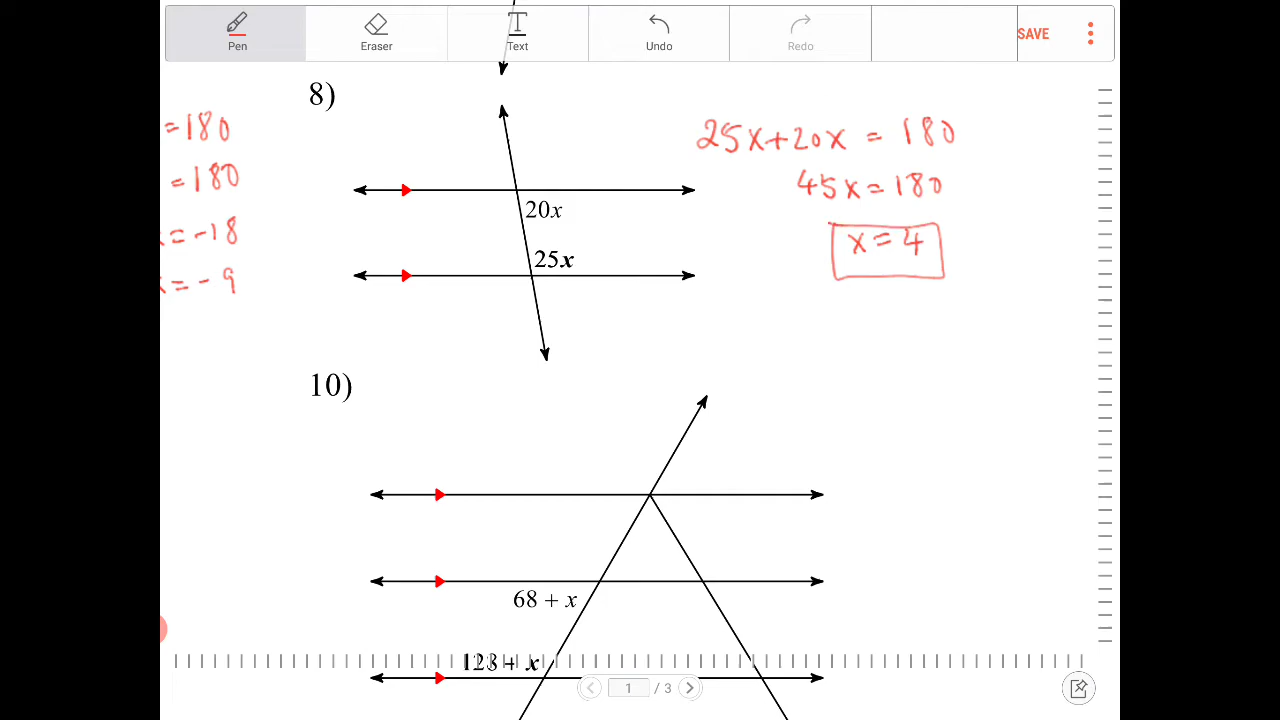 Pen
Eraser
Text
Undo
Redo
SAVE
8)
=180
=180
x=-18
= - 9
20x
25x
25x+20x = 180
45x=180
x=4
10)
68 + x
123 + x
1 / 3